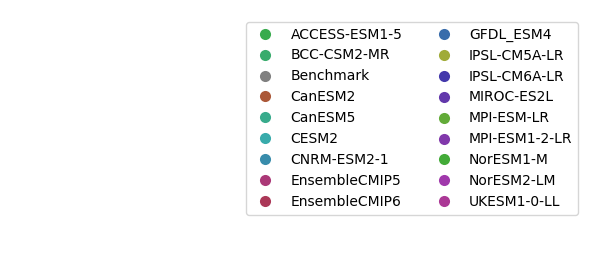 ACCESS-ESM1-5
BCC-CSM2-MR
Benchmark
CanESM2
CanESM5
CESM2
CNRM-ESM2-1
EnsembleCMIP5
EnsembleCMIP6
GFDL_ESM4
IPSL-CM5A-LR
IPSL-CM6A-LR
MIROC-ES2L
MPI-ESM-LR
MPI-ESM1-2-LR
NorESM1-M
NorESM2-LM
UKESM1-0-LL